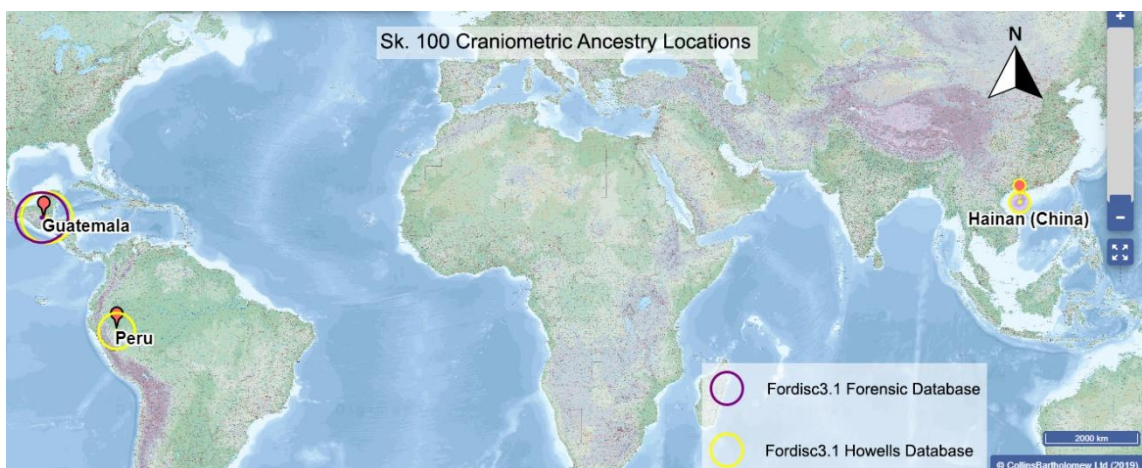 Sk. 100 Craniometric Ancestry Locations
N
+
Guatemala
Hainan (China)
−
Peru
Fordisc3.1 Forensic Database
Fordisc3.1 Howells Database
2000 km
© CollinsBartholomew Ltd (2019)